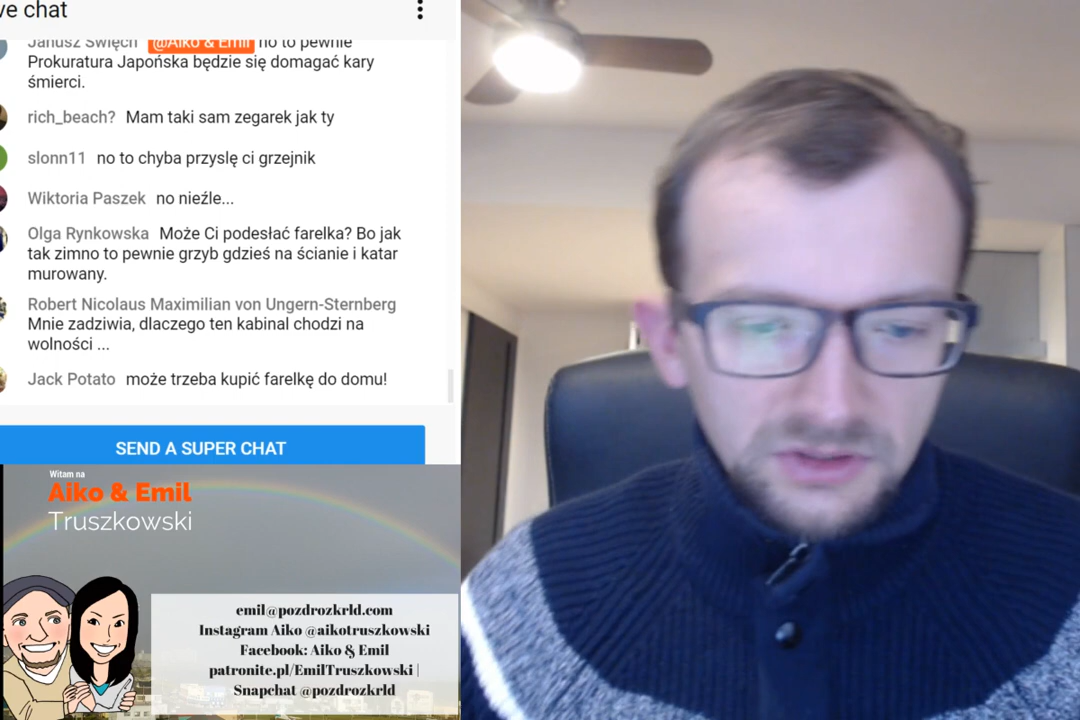 ve chat
Janusz Święch @Aiko & Emil no to pewnie
Prokuratura Japońska będzie się domagać kary
śmierci.
rich_beach? Mam taki sam zegarek jak ty
slonn11 no to chyba przyslę ci grzejnik
Wiktoria Paszek no nieźle...
Olga Rynkowska Może Ci podesłać farelka? Bo jak
tak zimno to pewnie grzyb gdzieś na ścianie i katar
murowany.
Robert Nicolaus Maximilian von Ungern-Sternberg
Mnie zadziwia, dlaczego ten kabinal chodzi na
wolności ...
Jack Potato może trzeba kupić farelkę do domu!
SEND A SUPER CHAT
Witam na
Aiko & Emil
Truszkowski
emil@pozdrozkrld.com
Instagram Aiko @aikotruszkowski
Facebook: Aiko & Emil
patronite.pl/EmilTruszkowski |
Snapchat @pozdrozkrld